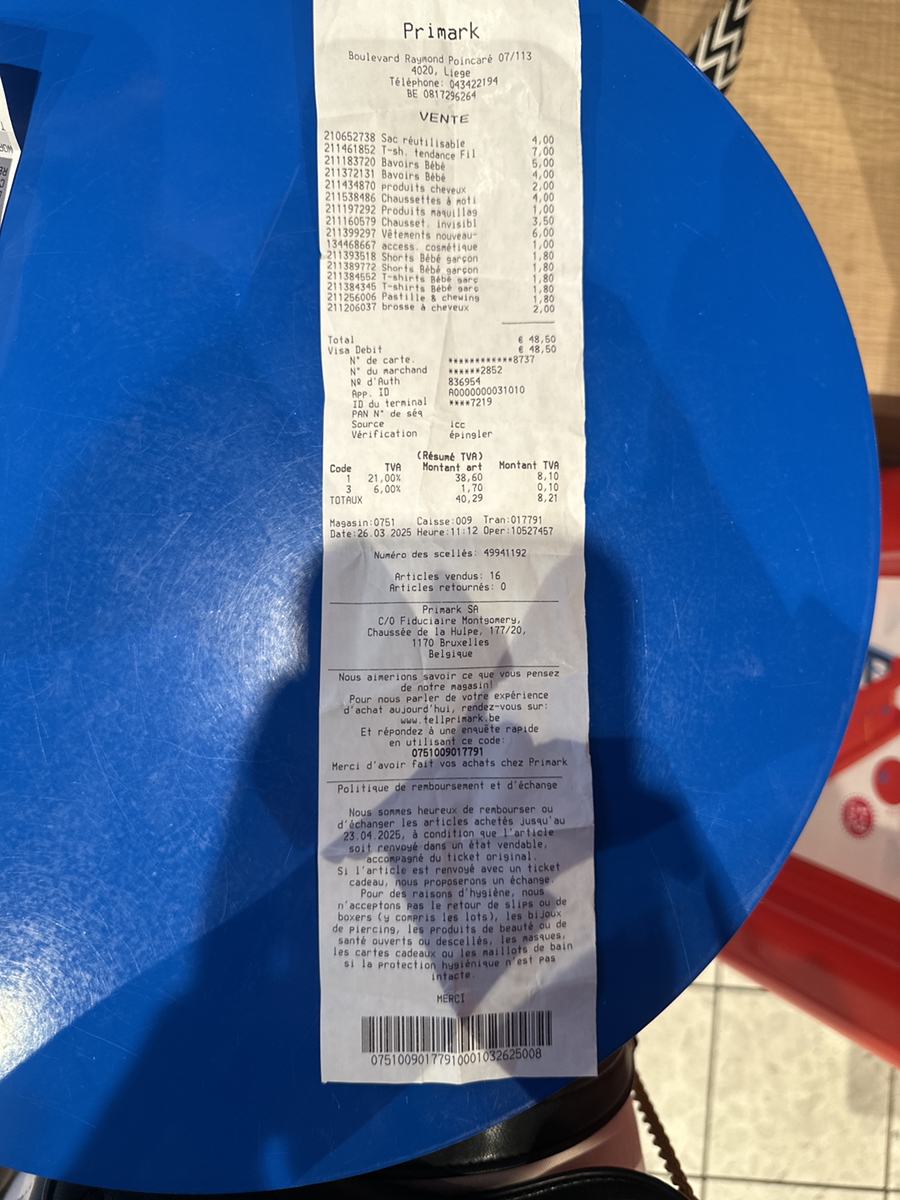 Primark
Boulevard Raymond Poincaré 07/113
4020, Liege
Téléphone: 043422194
BE 0817296264
VENTE
210652738 Sac réutilisable 4,00
211461852 T-sh. tendance Fil 7,00
211183720 Bavoirs Bébé 5,00
211372131 Bavoirs Bébé 4,00
211434870 produits cheveux 2,00
211538486 Chaussettes à moti 4,00
211197292 Produits maquillag 1,00
211160579 Chausset. invisibl 3,50
211399297 Vêtements nouveau- 6,00
134468667 access. cosmétique 1,00
211393518 Shorts Bébé garçon 1,80
211389772 Shorts Bébé garçon 1,80
211384552 T-shirts Bébé garç 1,80
211384345 T-shirts Bébé garç 1,80
211256006 Pastille & chewing 1,80
211206037 brosse à cheveux 2,00
Total € 48,50
Visa Debit € 48,50
N° de carte. ************8737
N° du marchand ******2852
Nº d'Auth 836954
App. ID A0000000031010
ID du terminal ****7219
PAN N° de séq
Source icc
Vérification épingler
(Résumé TVA)
Code TVA Montant art Montant TVA
1 21,00% 38,60 8,10
3 6,00% 1,70 0,10
TOTAUX 40,29 8,21
Magasin:0751 Caisse:009 Tran:017791
Date:26.03.2025 Heure:11:12 Oper:10527457
Numéro des scellés: 49941192
Articles vendus: 16
Articles retournés: 0
Primark SA
C/O Fiduciaire Montgomery,
Chaussée de la Hulpe, 177/20,
1170 Bruxelles
Belgique
Nous aimerions savoir ce que vous pensez
de notre magasin!
Pour nous parler de votre expérience
d'achat aujourd'hui, rendez-vous sur:
www.tellprimark.be
Et répondez à une enquête rapide
en utilisant ce code:
0751009017791
Merci d'avoir fait vos achats chez Primark
Politique de remboursement et d'échange
Nous sommes heureux de rembourser ou
d'échanger les articles achetés jusqu'au
23.04.2025, à condition que l'article
soit renvoyé dans un état vendable,
accompagné du ticket original.
Si l'article est renvoyé avec un ticket
cadeau, nous proposerons un échange.
Pour des raisons d'hygiène, nous
n'acceptons pas le retour de slips ou de
boxers (y compris les lots), les bijoux
de piercing, les produits de beauté ou de
santé ouverts ou descellés, les masques,
les cartes cadeaux ou les maillots de bain
si la protection hygiénique n'est pas
intacte.
MERCI
07510090177910001032625008